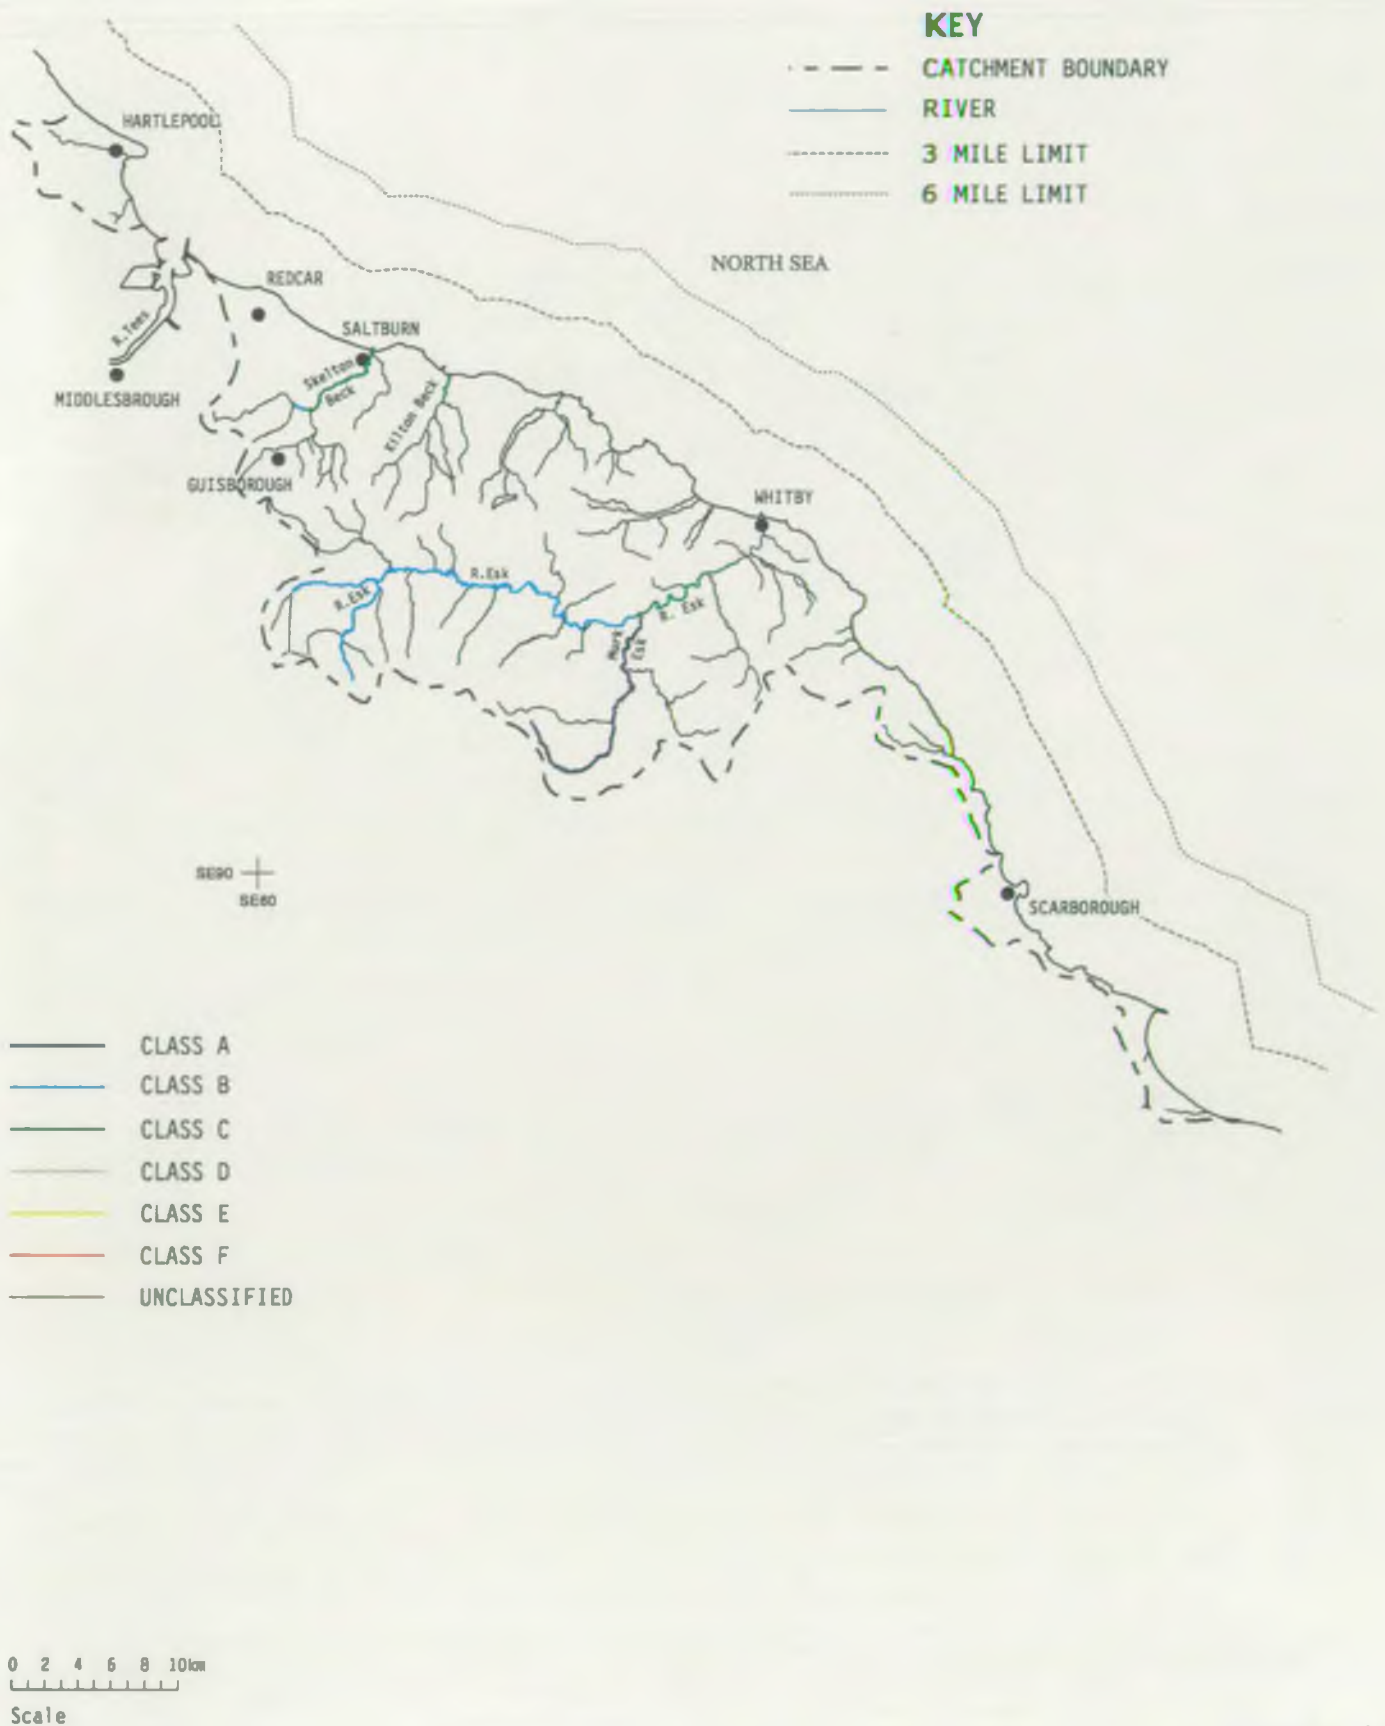 KEY
CATCHMENT BOUNDARY
RIVER
3 MILE LIMIT
6 MILE LIMIT
HARTLEPOOL
NORTH SEA
REDCAR
R.Tees
SALTBURN
Skelton
Beck
MIDDLESBROUGH
Kilton Beck
GUISBOROUGH
WHITBY
R.Esk
R.Esk
R. Esk
Murk
Esk
SE90
SE60
SCARBOROUGH
CLASS A
CLASS B
CLASS C
CLASS D
CLASS E
CLASS F
UNCLASSIFIED
0 2 4 6 8 10km
Scale